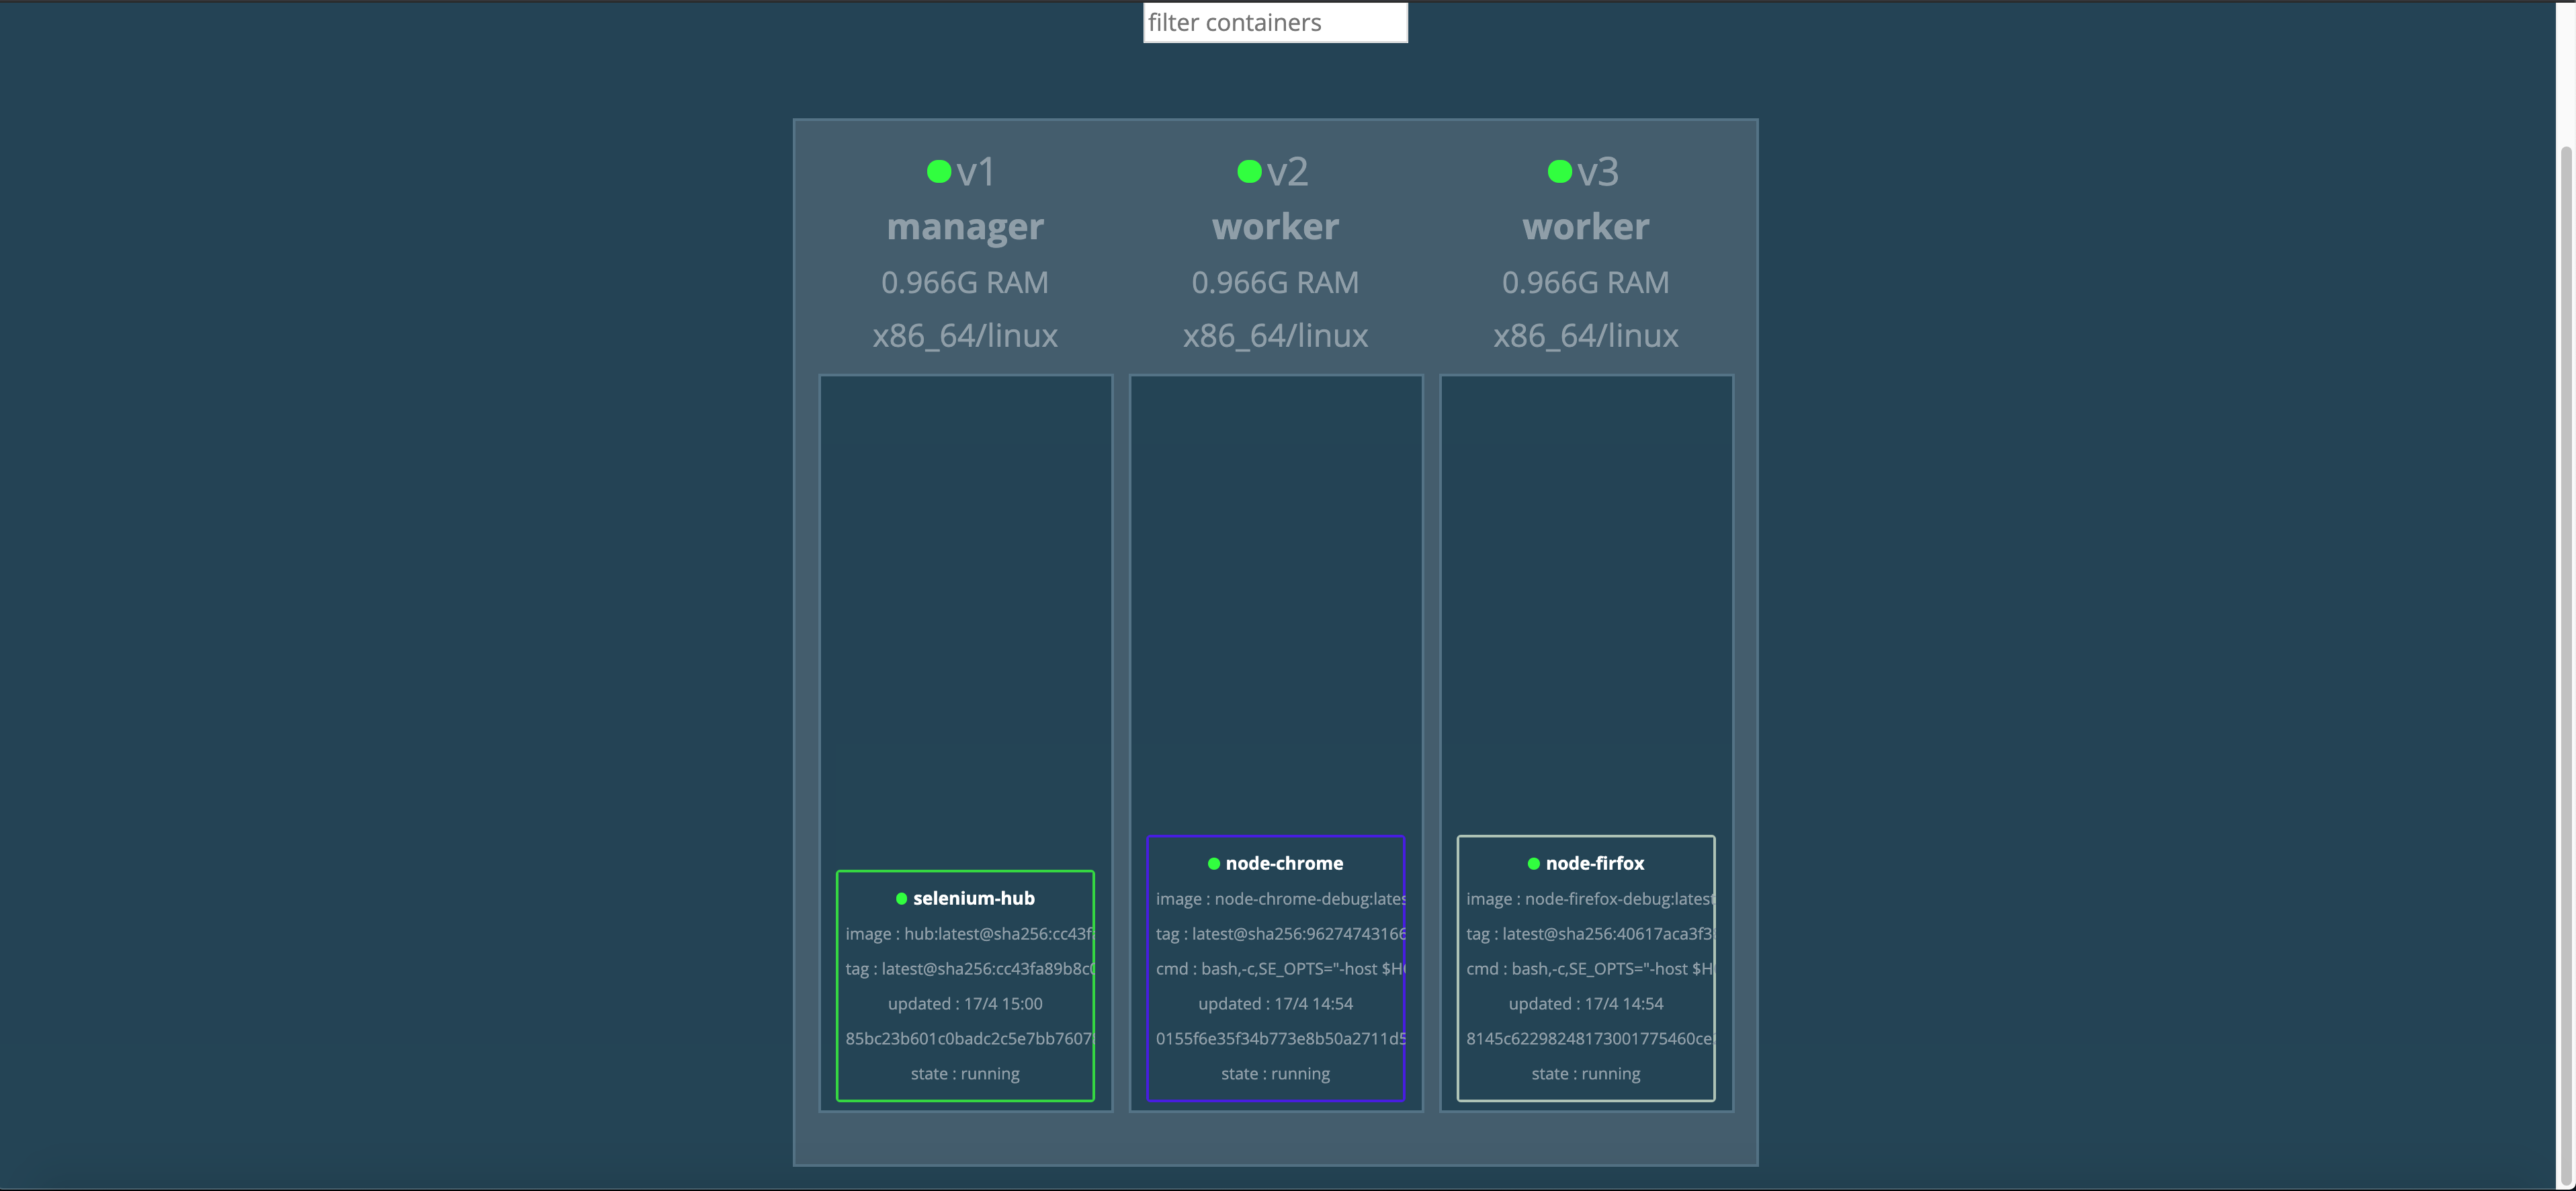 filter containers
v1
manager
0.966G RAM
x86_64/linux
selenium-hub
image : hub:latest@sha256:cc43f
tag : latest@sha256:cc43fa89b8c
updated : 17/4 15:00
85bc23b601c0badc2c5e7bb7607
state : running
v2
worker
0.966G RAM
x86_64/linux
node-chrome
image : node-chrome-debug:lates
tag : latest@sha256:96274743166
cmd : bash,-c,SE_OPTS="-host $H
updated : 17/4 14:54
0155f6e35f34b773e8b50a2711d5
state : running
v3
worker
0.966G RAM
x86_64/linux
node-firfox
image : node-firefox-debug:latest
tag : latest@sha256:40617aca3f3
cmd : bash,-c,SE_OPTS="-host $H
updated : 17/4 14:54
8145c62298248173001775460ce
state : running